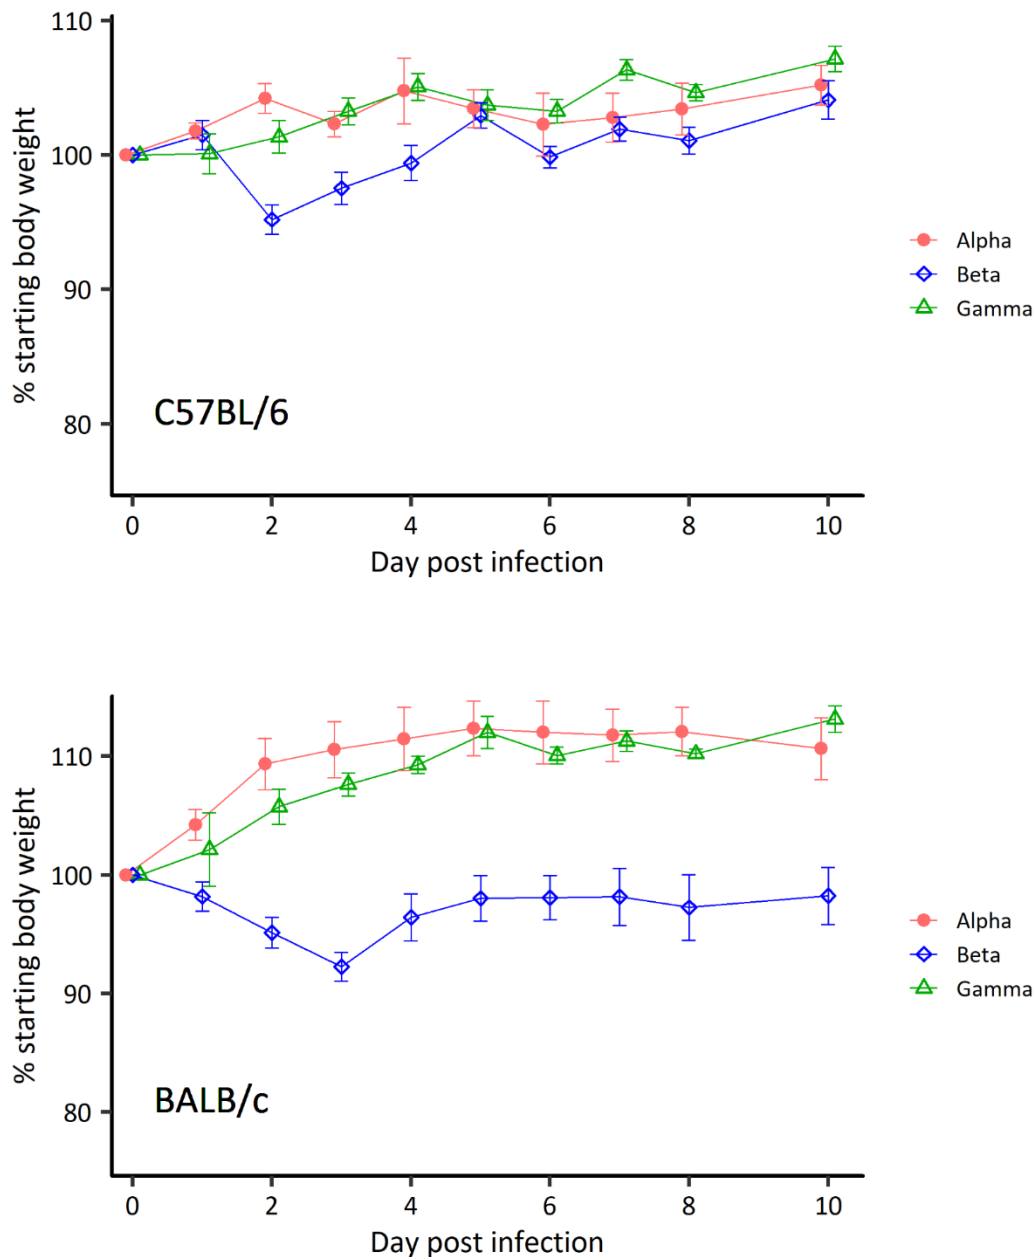 110
100
90
80
% starting body weight
C57BL/6
0 2 4 6 8 10
Day post infection
Alpha
Beta
Gamma
110
100
90
80
% starting body weight
BALB/c
0 2 4 6 8 10
Day post infection
Alpha
Beta
Gamma